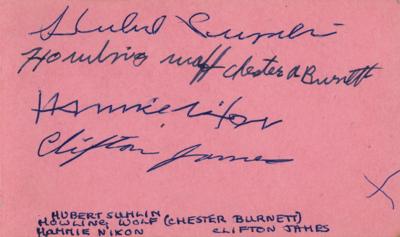 Hubert Sumlin
Howling wolf Chester A Burnett
Hammie Nixon
Clifton James
X
HUBERT SUMLIN
HOWLING WOLF (CHESTER BURNETT)
HAMMIE NIXON CLIFTON JAMES